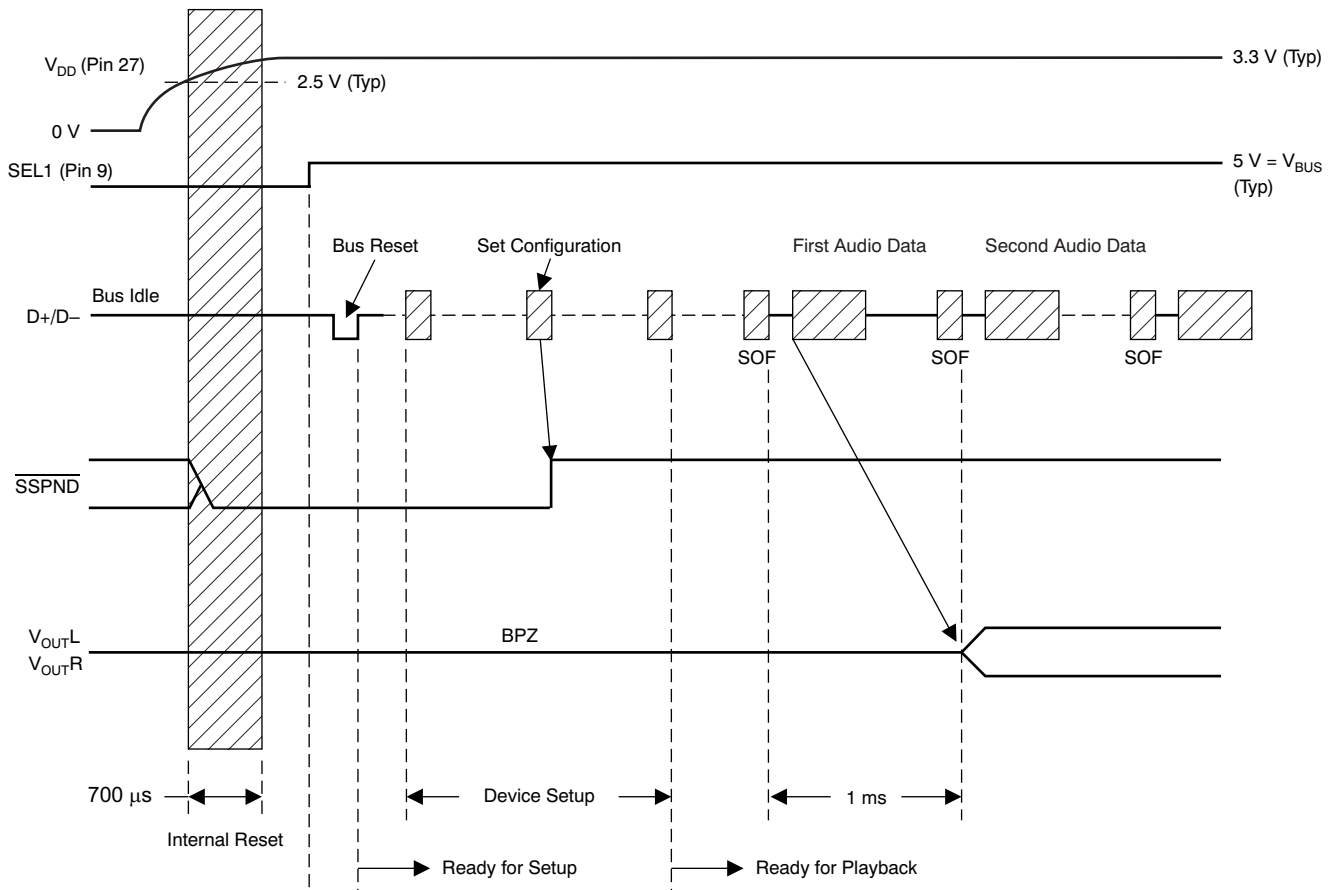 V_DD (Pin 27)
3.3 V (Typ)
2.5 V (Typ)
0 V
SEL1 (Pin 9)
5 V = V_BUS
(Typ)
Bus Reset
Set Configuration
First Audio Data
Second Audio Data
Bus Idle
D+/D–
SOF
SOF
SOF
SSPND
BPZ
V_OUTL
V_OUTR
700 μs
Device Setup
1 ms
Internal Reset
Ready for Setup
Ready for Playback